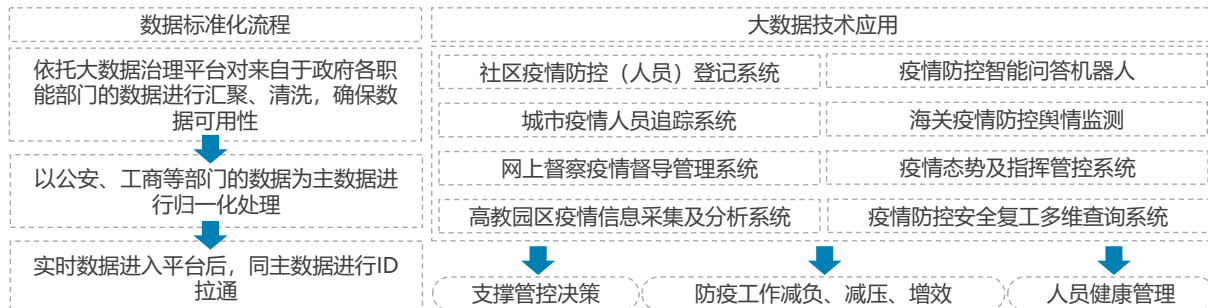 数据标准化流程
依托大数据治理平台对来自于政府各职
能部门的数据进行汇聚、清洗，确保数
据可用性
以公安、工商等部门的数据为主数据进
行归一化处理
实时数据进入平台后，同主数据进行ID
拉通
大数据技术应用
社区疫情防控（人员）登记系统
疫情防控智能问答机器人
城市疫情人员追踪系统
海关疫情防控舆情监测
网上督察疫情督导管理系统
疫情态势及指挥管控系统
高教园区疫情信息采集及分析系统
疫情防控安全复工多维查询系统
支撑管控决策
防疫工作减负、减压、增效
人员健康管理